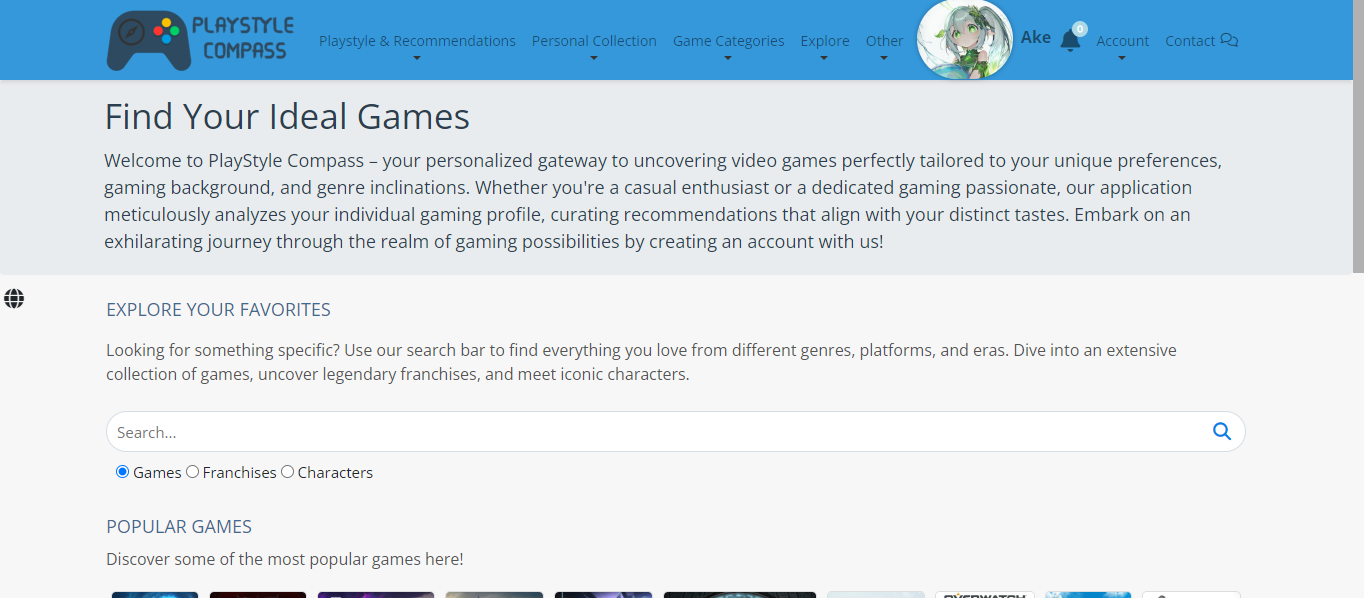 PLAYSTYLE
COMPASS
Playstyle & Recommendations
Personal Collection
Game Categories
Explore
Other
Ake
0
Account
Contact
Find Your Ideal Games
Welcome to PlayStyle Compass – your personalized gateway to uncovering video games perfectly tailored to your unique preferences,
gaming background, and genre inclinations. Whether you're a casual enthusiast or a dedicated gaming passionate, our application
meticulously analyzes your individual gaming profile, curating recommendations that align with your distinct tastes. Embark on an
exhilarating journey through the realm of gaming possibilities by creating an account with us!
EXPLORE YOUR FAVORITES
Looking for something specific? Use our search bar to find everything you love from different genres, platforms, and eras. Dive into an extensive
collection of games, uncover legendary franchises, and meet iconic characters.
Search...
Games
Franchises
Characters
POPULAR GAMES
Discover some of the most popular games here!
OVERWATCH